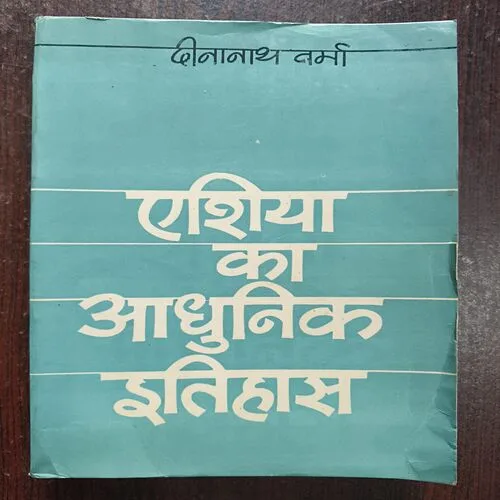 दीनानाथ वर्मा
एशिया
का
आधुनिक
इतिहास